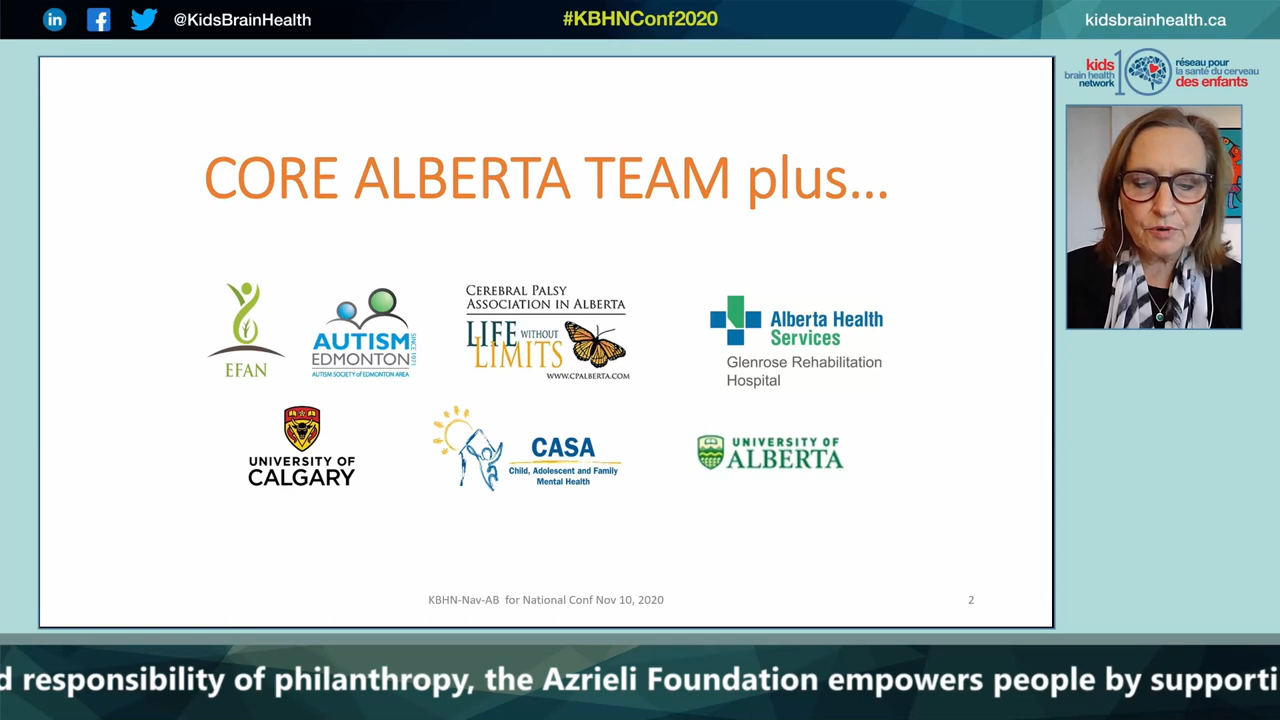 @KidsBrainHealth
#KBHNConf2020
kidsbrainhealth.ca
kids
brain health
network
10
réseau pour
la santé du cerveau
des enfants
CORE ALBERTA TEAM plus...
EFAN
AUTISM
EDMONTON
SINCE 1971
AUTISM SOCIETY of EDMONTON AREA
CEREBRAL PALSY
ASSOCIATION IN ALBERTA
LIFE WITHOUT
LIMITS
WWW.CPALBERTA.COM
Alberta Health
Services
Glenrose Rehabilitation
Hospital
UNIVERSITY OF
CALGARY
CASA
Child, Adolescent and Family
Mental Health
UNIVERSITY OF
ALBERTA
KBHN-Nav-AB for National Conf Nov 10, 2020
2
d responsibility of philanthropy, the Azrieli Foundation empowers people by supporti